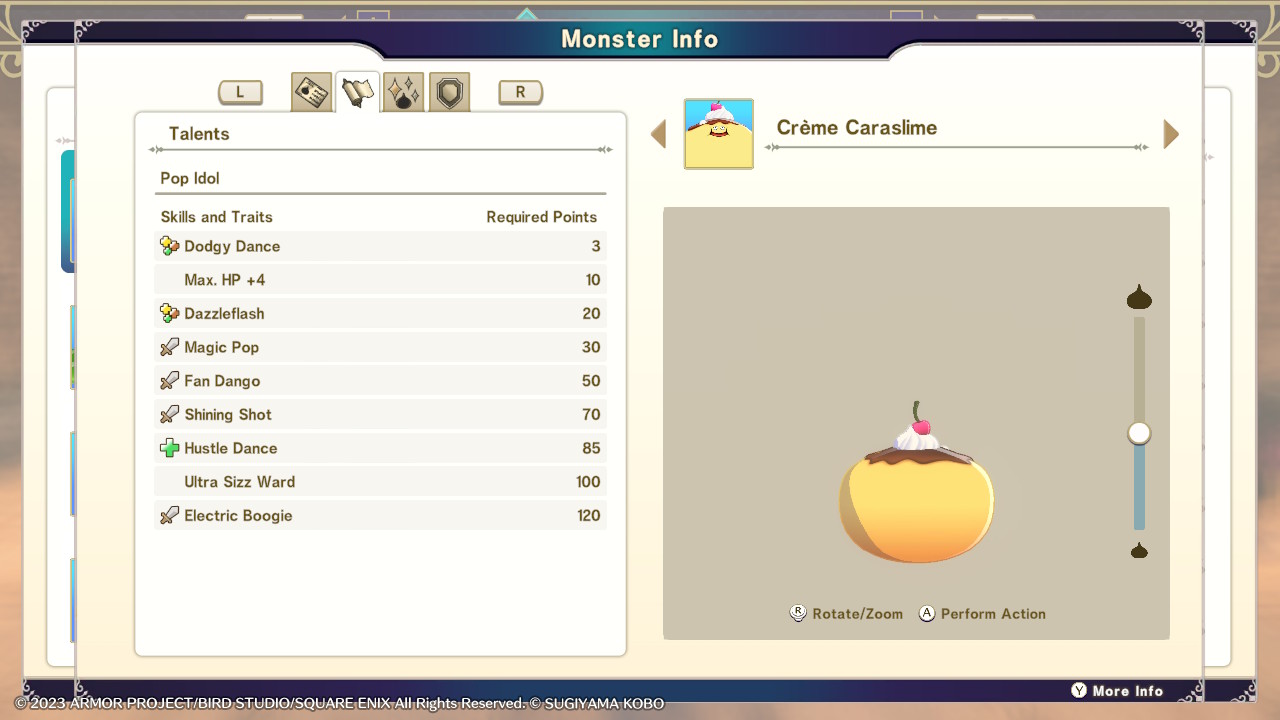 Monster Info
L
R
Talents
Pop Idol
Skills and Traits Required Points
Dodgy Dance 3
Max. HP +4 10
Dazzleflash 20
Magic Pop 30
Fan Dango 50
Shining Shot 70
Hustle Dance 85
Ultra Sizz Ward 100
Electric Boogie 120
Crème Caraslime
R Rotate/Zoom A Perform Action
Y More Info
© 2023 ARMOR PROJECT/BIRD STUDIO/SQUARE ENIX All Rights Reserved. © SUGIYAMA KOBO